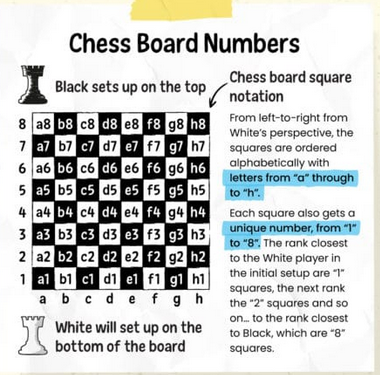 Chess Board Numbers
Black sets up on the top
8 a8 b8 c8 d8 e8 f8 g8 h8
7 a7 b7 c7 d7 e7 f7 g7 h7
6 a6 b6 c6 d6 e6 f6 g6 h6
5 a5 b5 c5 d5 e5 f5 g5 h5
4 a4 b4 c4 d4 e4 f4 g4 h4
3 a3 b3 c3 d3 e3 f3 g3 h3
2 a2 b2 c2 d2 e2 f2 g2 h2
1 a1 b1 c1 d1 e1 f1 g1 h1
a b c d e f g h
White will set up on the
bottom of the board
Chess board square
notation
From left-to-right from
White's perspective, the
squares are ordered
alphabetically with
letters from "a" through
to "h".
Each square also gets a
unique number, from "1"
to "8". The rank closest
to the White player in
the initial setup are "1"
squares, the next rank
the "2" squares and so
on... to the rank closest
to Black, which are "8"
squares.